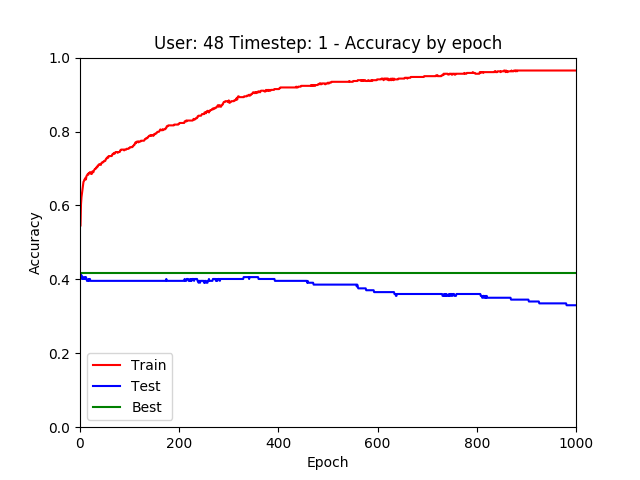 User: 48 Timestep: 1 - Accuracy by epoch
1.0
0.8
0.6
0.4
0.2
0.0
Accuracy
Train
Test
Best
0 200 400 600 800 1000
Epoch